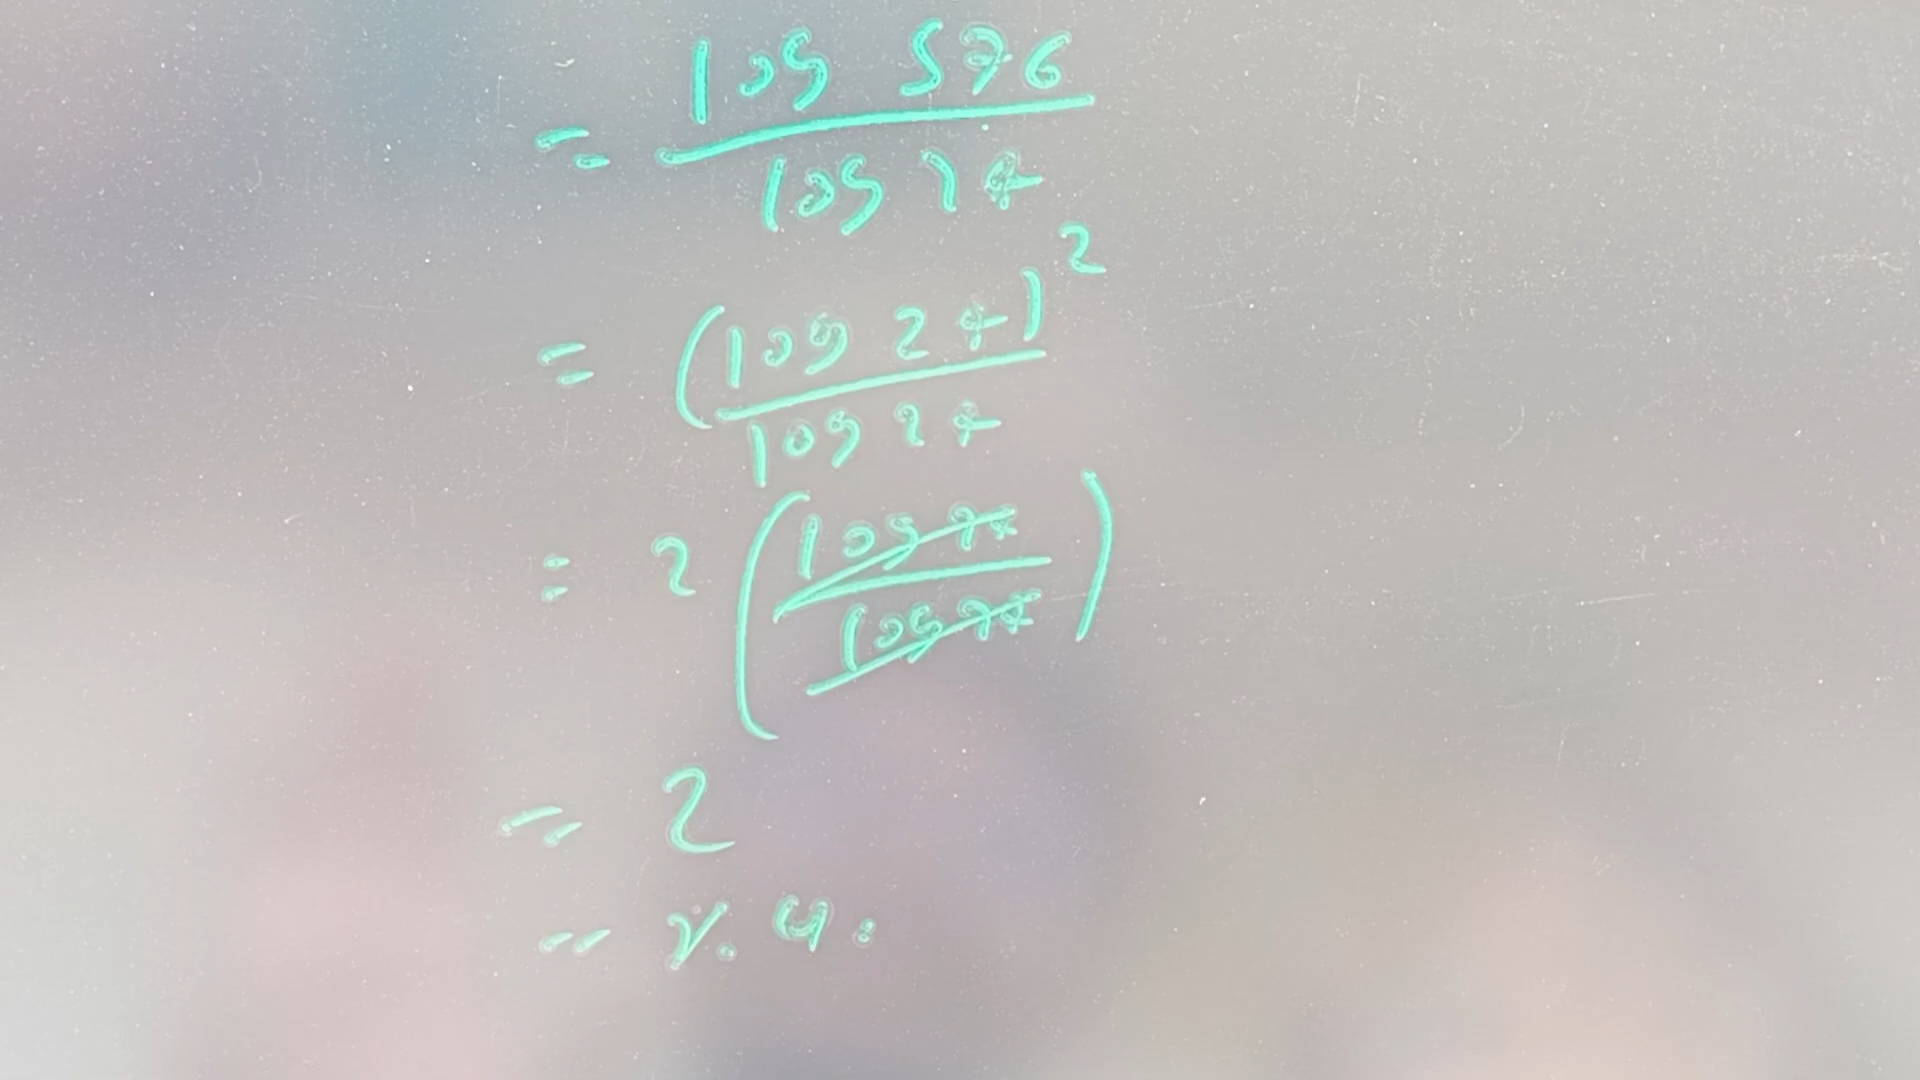 = log 576
log 24
= (log 24)²
log 24
= 2 (log 24
log 24)
= 2
= y.